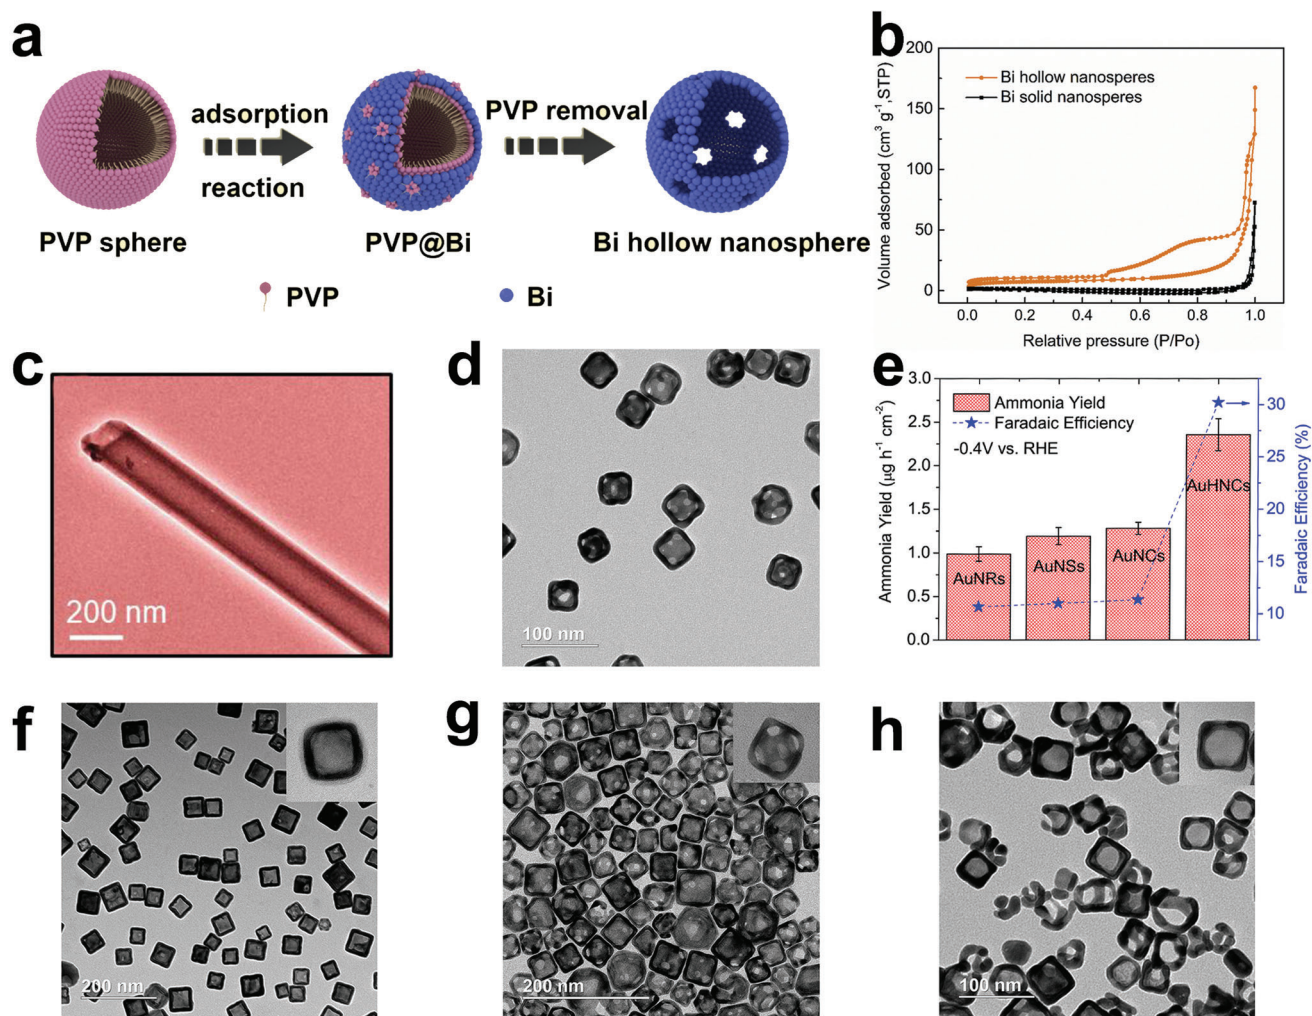 a
adsorption
reaction
PVP removal
PVP sphere
PVP@Bi
Bi hollow nanosphere
PVP
Bi
b
200
150
100
50
0
Volume adsorbed (cm³ g⁻¹,STP)
Bi hollow nanosperes
Bi solid nanosperes
0.0 0.2 0.4 0.6 0.8 1.0
Relative pressure (P/Po)
c
200 nm
d
100 nm
e
3.0
2.5
2.0
1.5
1.0
0.5
0.0
Ammonia Yield (μg h⁻¹ cm⁻²)
Ammonia Yield
Faradaic Efficiency
-0.4V vs. RHE
AuNRs
AuNSs
AuNCs
AuHNCs
30
25
20
15
10
Faradaic Efficiency (%)
f
200 nm
g
200 nm
h
100 nm